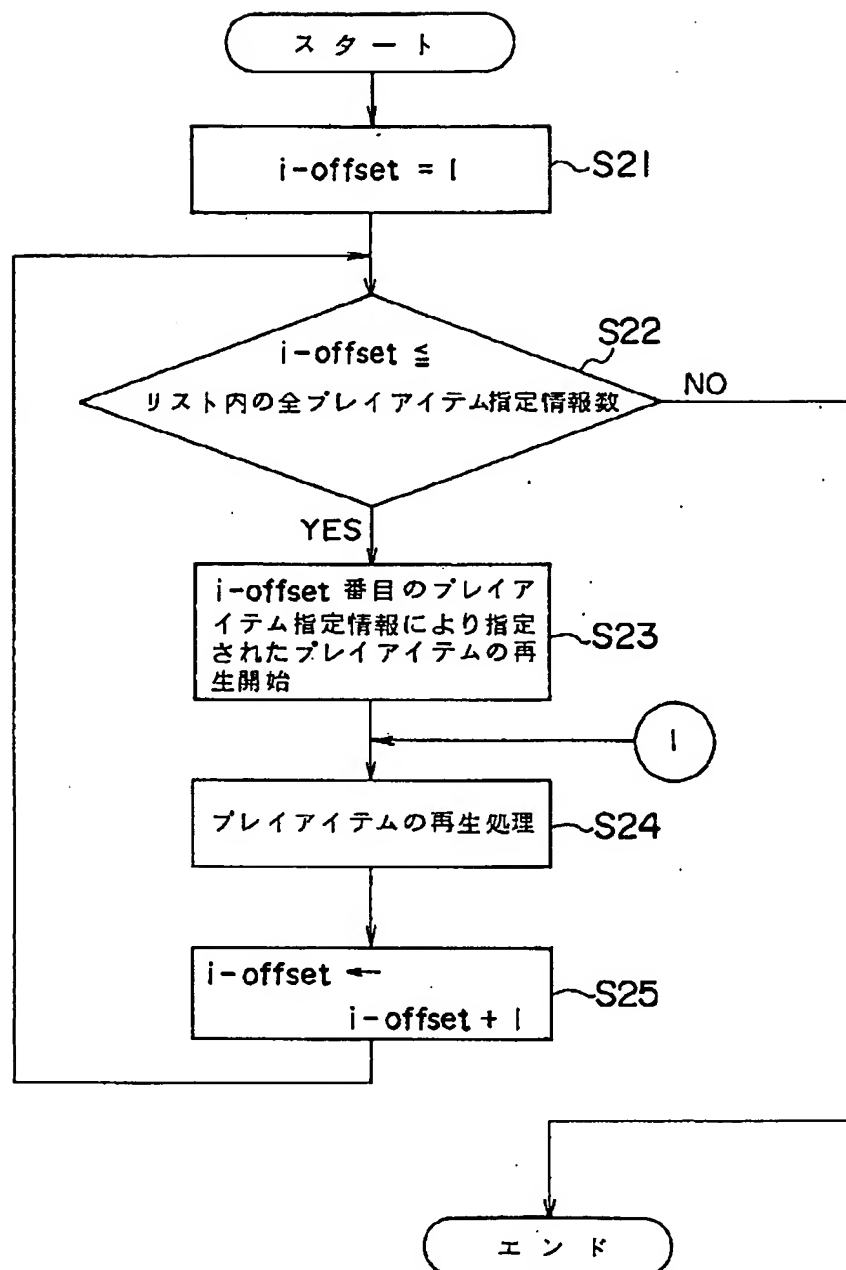 スタート
i-offset = 1
S21
i-offset ≦
S22
リスト内の全プレイアイテム指定情報数
NO
YES
i-offset 番目のプレイア
イテム指定情報により指定
されたプレイアイテムの再
生開始
S23
1
プレイアイテムの再生処理
S24
i-offset ←
i-offset + 1
S25
エンド